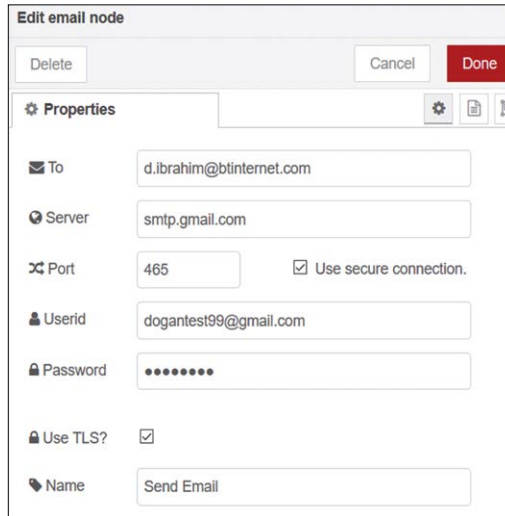 Edit email node
Delete Cancel Done
Properties
To d.ibrahim@btinternet.com
Server smtp.gmail.com
Port 465 Use secure connection.
Userid dogantest99@gmail.com
Password ••••••••
Use TLS?
Name Send Email